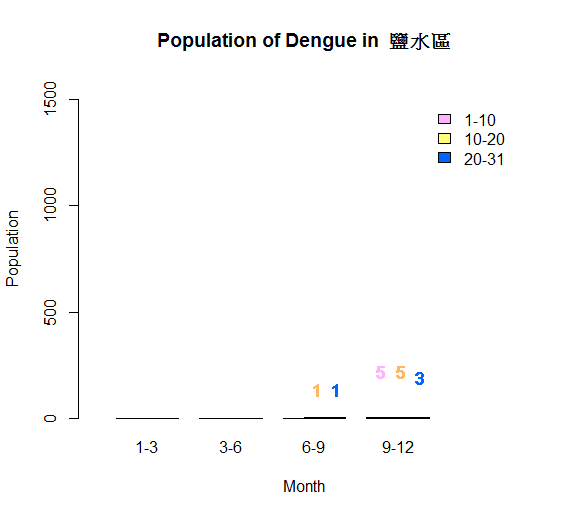 Population of Dengue in 鹽水區
1500
1000
500
0
Population
1-10
10-20
20-31
1 1
5 5 3
1-3 3-6 6-9 9-12
Month